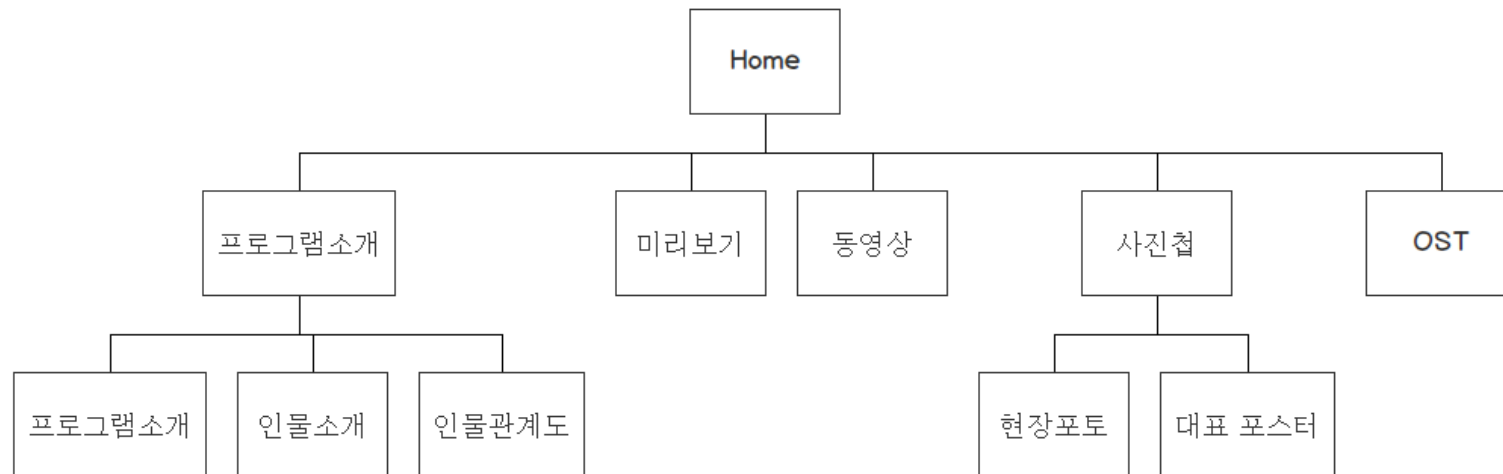 Home
프로그램소개
미리보기
동영상
사진첩
OST
프로그램소개
인물소개
인물관계도
현장포토
대표 포스터